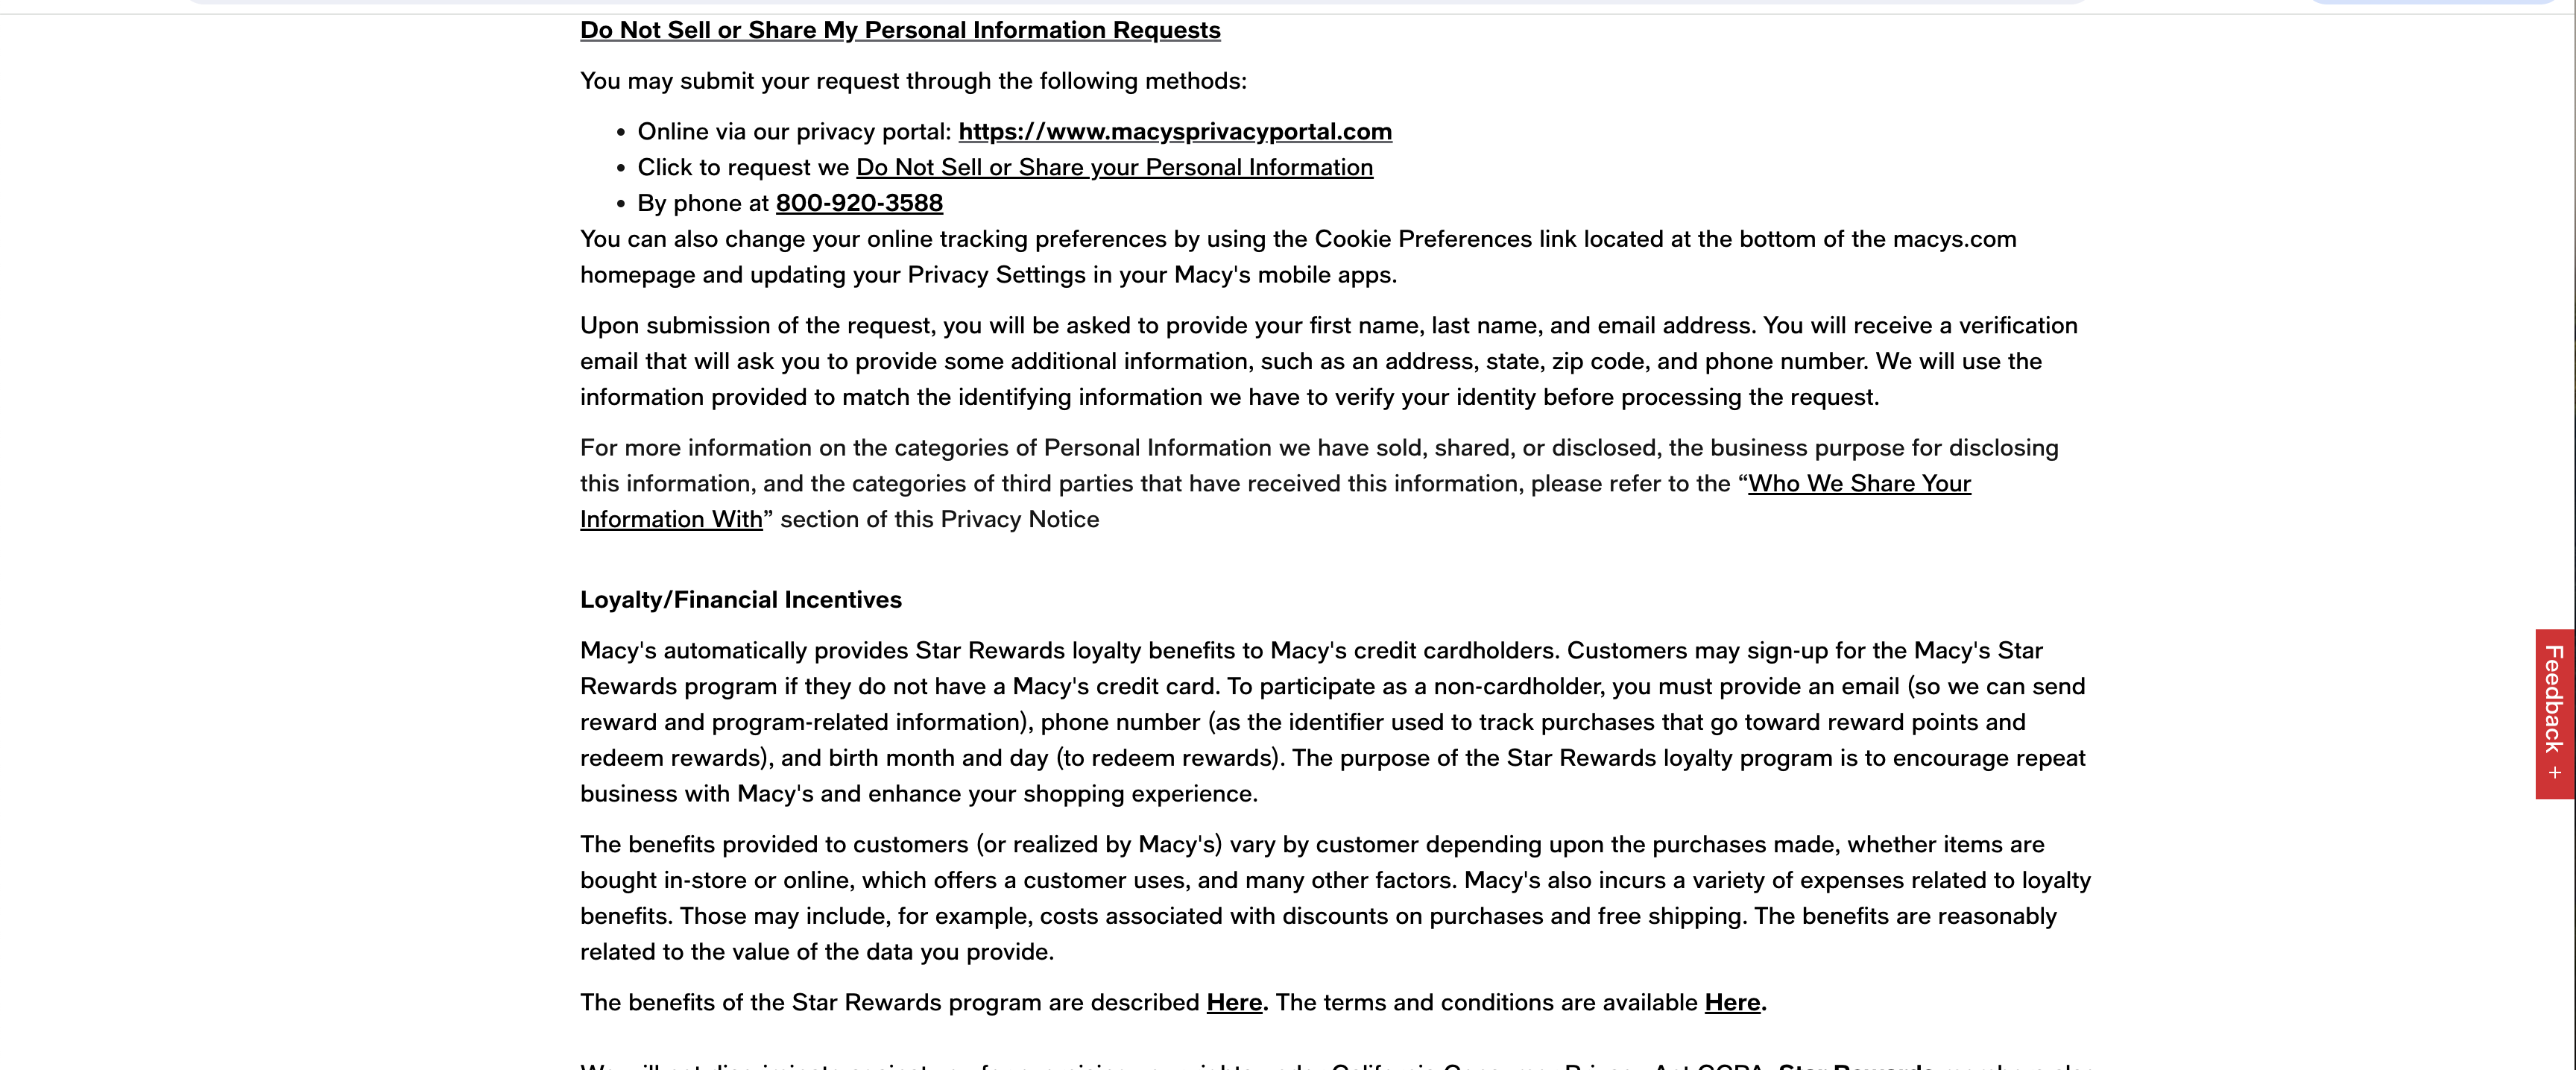 Do Not Sell or Share My Personal Information Requests
You may submit your request through the following methods:
• Online via our privacy portal: https://www.macysprivacyportal.com
• Click to request we Do Not Sell or Share your Personal Information
• By phone at 800-920-3588
You can also change your online tracking preferences by using the Cookie Preferences link located at the bottom of the macys.com
homepage and updating your Privacy Settings in your Macy's mobile apps.
Upon submission of the request, you will be asked to provide your first name, last name, and email address. You will receive a verification
email that will ask you to provide some additional information, such as an address, state, zip code, and phone number. We will use the
information provided to match the identifying information we have to verify your identity before processing the request.
For more information on the categories of Personal Information we have sold, shared, or disclosed, the business purpose for disclosing
this information, and the categories of third parties that have received this information, please refer to the “Who We Share Your
Information With” section of this Privacy Notice
Loyalty/Financial Incentives
Macy's automatically provides Star Rewards loyalty benefits to Macy's credit cardholders. Customers may sign-up for the Macy's Star
Rewards program if they do not have a Macy's credit card. To participate as a non-cardholder, you must provide an email (so we can send
reward and program-related information), phone number (as the identifier used to track purchases that go toward reward points and
redeem rewards), and birth month and day (to redeem rewards). The purpose of the Star Rewards loyalty program is to encourage repeat
business with Macy's and enhance your shopping experience.
The benefits provided to customers (or realized by Macy's) vary by customer depending upon the purchases made, whether items are
bought in-store or online, which offers a customer uses, and many other factors. Macy's also incurs a variety of expenses related to loyalty
benefits. Those may include, for example, costs associated with discounts on purchases and free shipping. The benefits are reasonably
related to the value of the data you provide.
The benefits of the Star Rewards program are described Here. The terms and conditions are available Here.
Feedback +